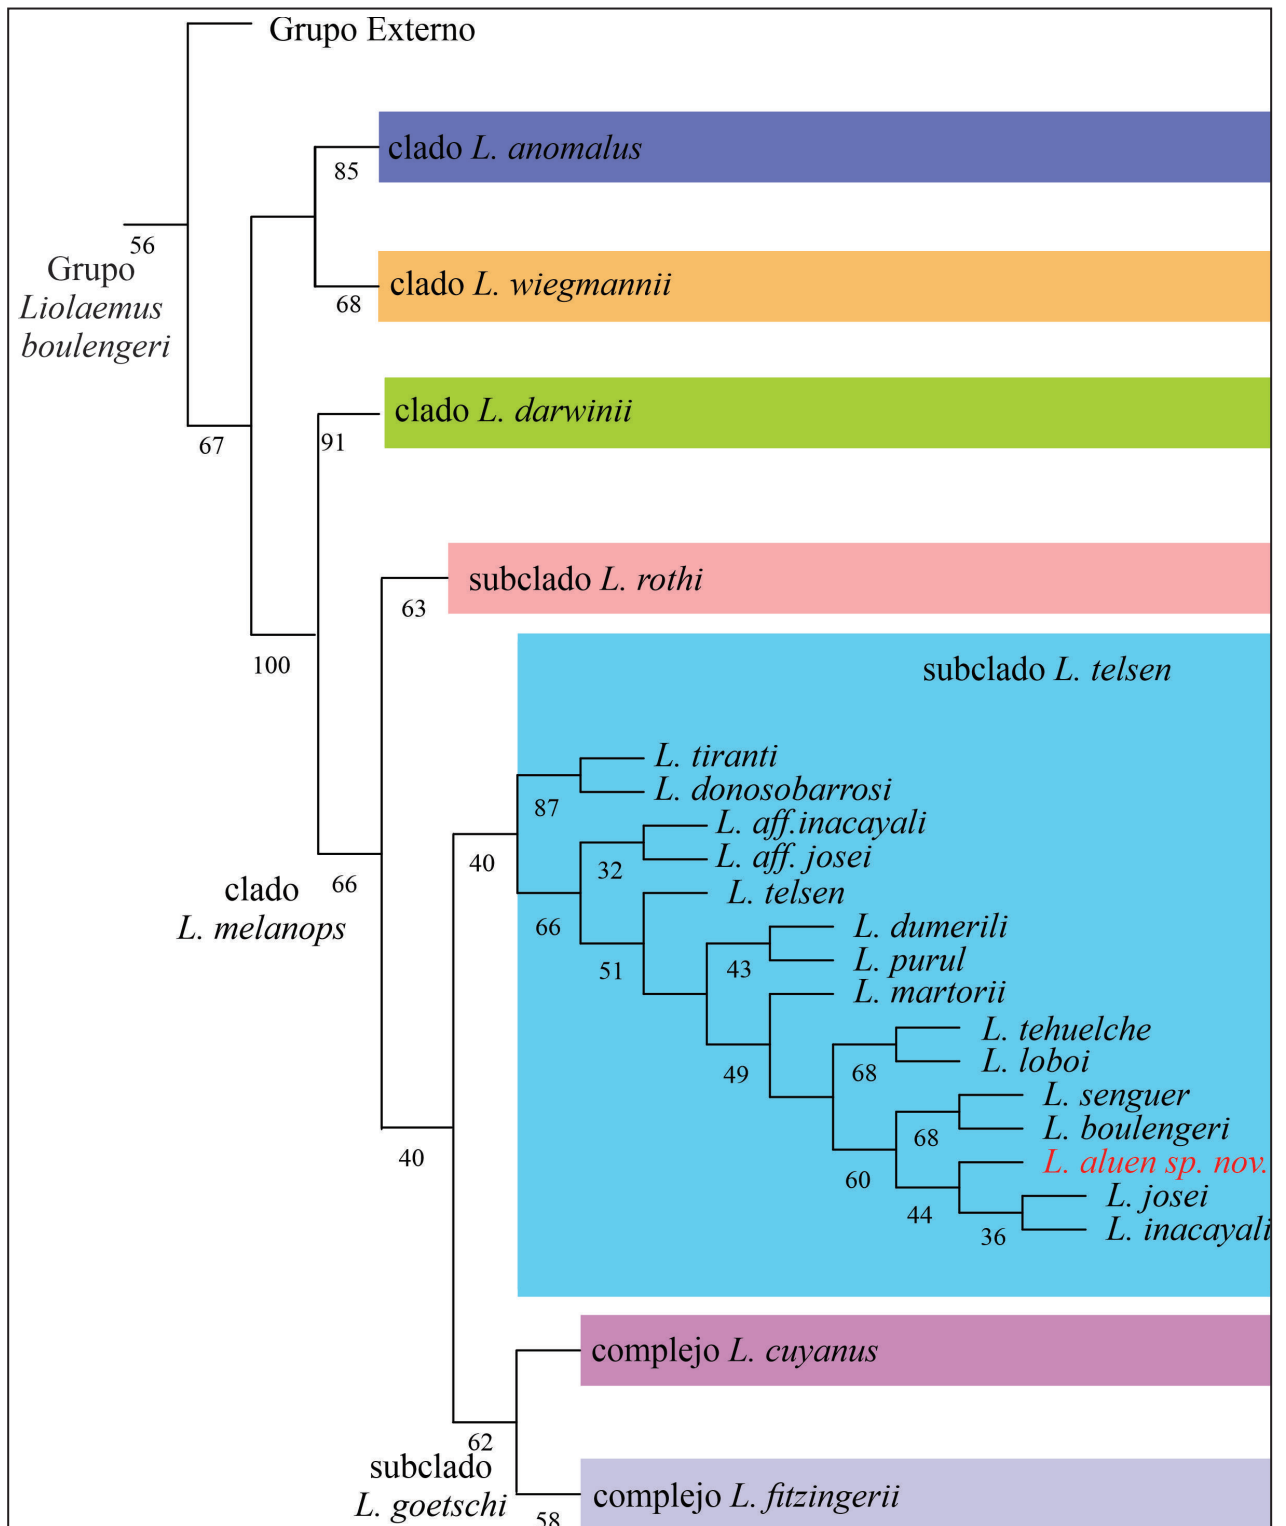 Grupo Externo
clado L. anomalus
85
56
Grupo
Liolaemus
boulengeri
clado L. wiegmannii
68
clado L. darwinii
91
67
subclado L. rothi
63
100
subclado L. telsen
L. tiranti
L. donosobarrosi
87
L. aff.inacayali
L. aff. josei
40
32
clado
L. melanops
66
L. telsen
66
L. dumerili
L. purul
51
43
L. martorii
L. tehuelche
L. loboi
49
68
L. senguer
L. boulengeri
68
40
L. aluen sp. nov.
60
L. josei
44
L. inacayali
36
complejo L. cuyanus
62
subclado
L. goetschi
complejo L. fitzingerii
58